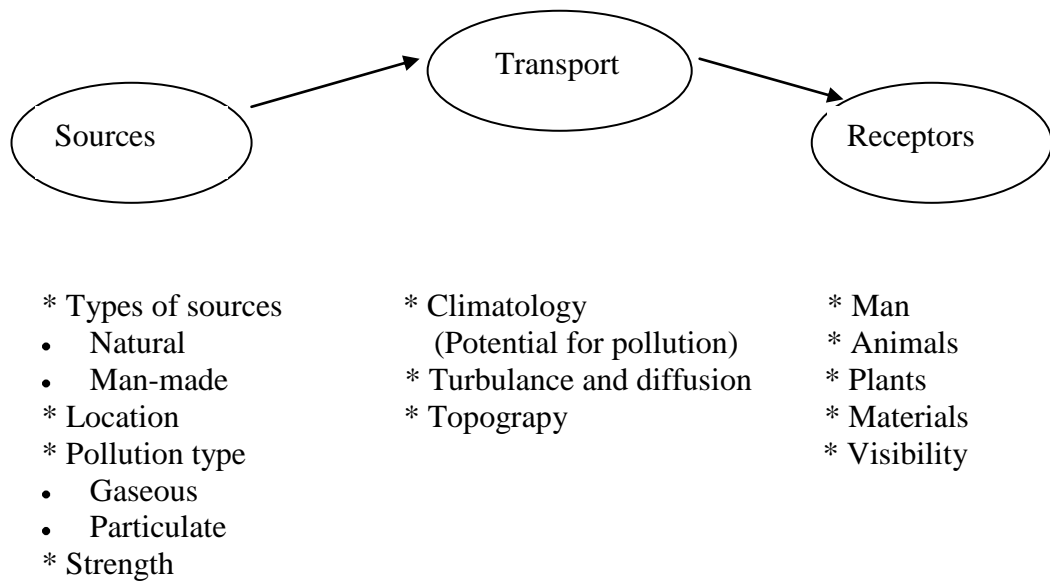 Transport
Sources
Receptors
* Types of sources
• Natural
• Man-made
* Location
* Pollution type
• Gaseous
• Particulate
* Strength
* Climatology
(Potential for pollution)
* Turbulance and diffusion
* Topograpy
* Man
* Animals
* Plants
* Materials
* Visibility